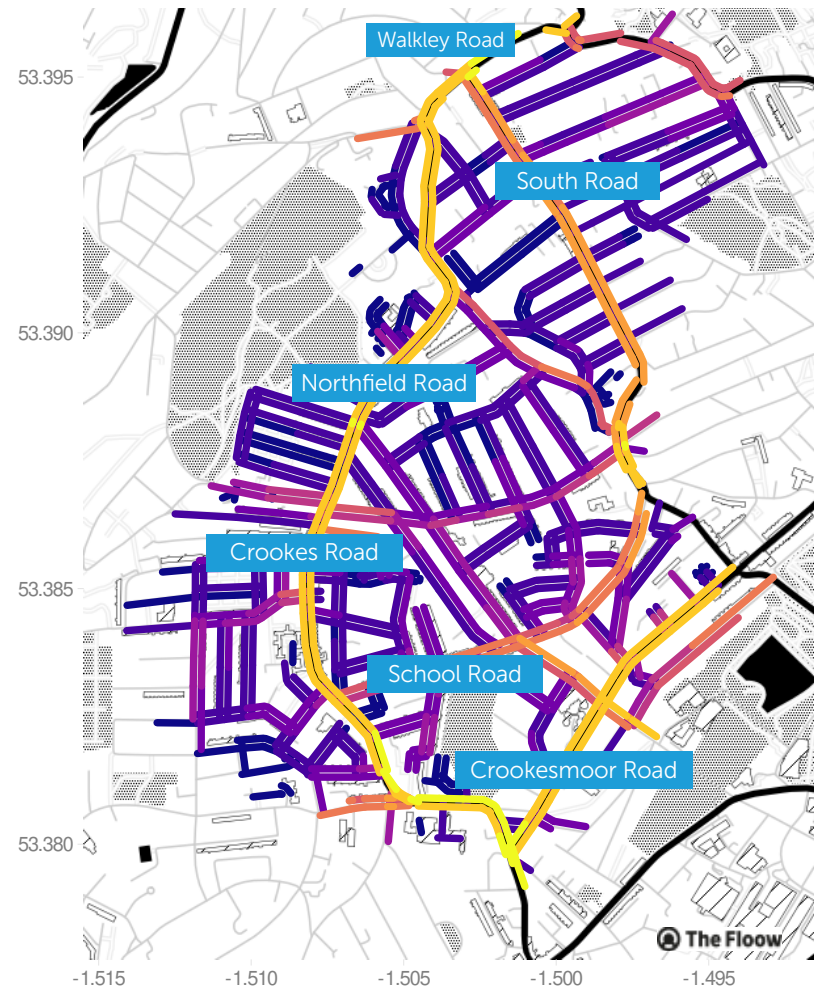 Walkley Road
53.395
South Road
53.390
Northfield Road
Crookes Road
53.385
School Road
Crookesmoor Road
53.380
The Floow
-1.515
-1.510
-1.505
-1.500
-1.495